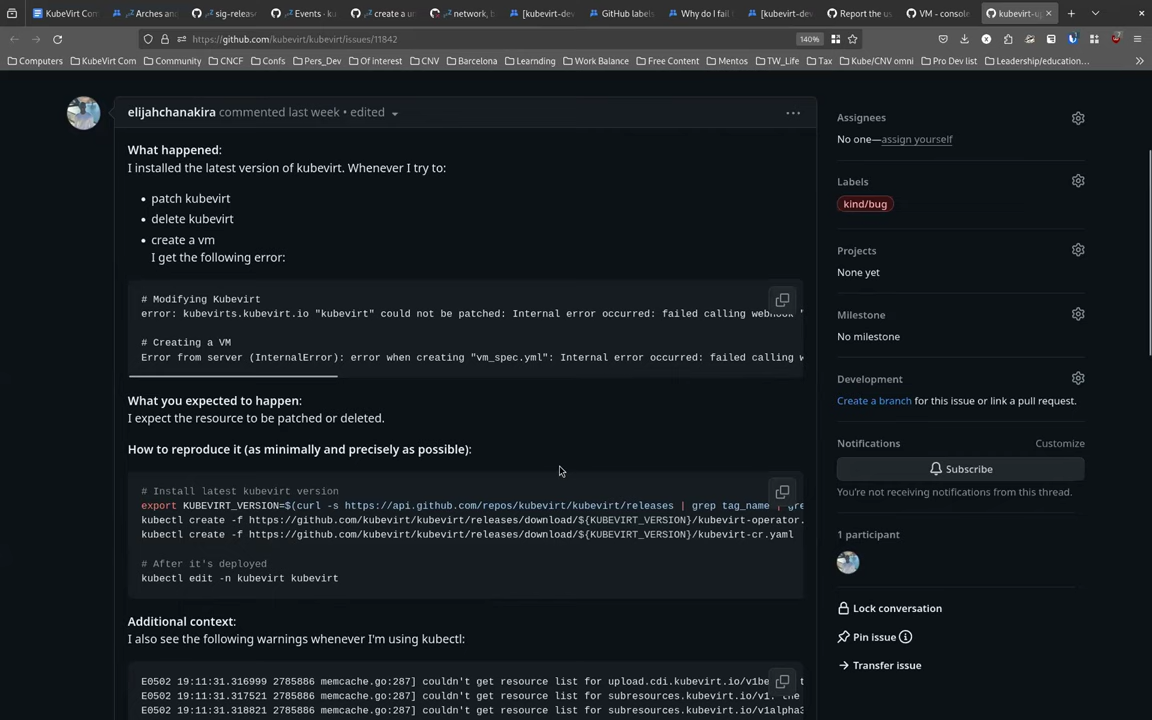 KubeVirt Con
Arches an
sig-releas
Events · ku
create a un
network, b
[kubevirt-dev
GitHub labels
Why do I fail
[kubevirt-dev
Report the us
VM - console
kubevirt-u
https://github.com/kubevirt/kubevirt/issues/11842
140%
Computers
KubeVirt Com
Community
CNCF
Confs
Pers_Dev
Of interest
CNV
Barcelona
Learnding
Work Balance
Free Content
Mentos
TW_Life
Tax
Kube/CNV omni
Pro Dev list
Leadership/education…
elijahchanakira commented last week • edited
What happened:
I installed the latest version of kubevirt. Whenever I try to:
• patch kubevirt
• delete kubevirt
• create a vm
I get the following error:
# Modifying Kubevirt
error: kubevirts.kubevirt.io "kubevirt" could not be patched: Internal error occurred: failed calling webhook "
# Creating a VM
Error from server (InternalError): error when creating "vm_spec.yml": Internal error occurred: failed calling w
What you expected to happen:
I expect the resource to be patched or deleted.
How to reproduce it (as minimally and precisely as possible):
# Install latest kubevirt version
export KUBEVIRT_VERSION=$(curl -s https://api.github.com/repos/kubevirt/kubevirt/releases | grep tag_name | gre
kubectl create -f https://github.com/kubevirt/kubevirt/releases/download/${KUBEVIRT_VERSION}/kubevirt-operator.
kubectl create -f https://github.com/kubevirt/kubevirt/releases/download/${KUBEVIRT_VERSION}/kubevirt-cr.yaml
# After it's deployed
kubectl edit -n kubevirt kubevirt
Additional context:
I also see the following warnings whenever I'm using kubectl:
E0502 19:11:31.316999 2785886 memcache.go:287] couldn't get resource list for upload.cdi.kubevirt.io/v1be t
E0502 19:11:31.317521 2785886 memcache.go:287] couldn't get resource list for subresources.kubevirt.io/v1: the
E0502 19:11:31.318821 2785886 memcache.go:287] couldn't get resource list for subresources.kubevirt.io/v1alpha3
Assignees
No one—assign yourself
Labels
kind/bug
Projects
None yet
Milestone
No milestone
Development
Create a branch for this issue or link a pull request.
Notifications
Customize
Subscribe
You're not receiving notifications from this thread.
1 participant
Lock conversation
Pin issue
Transfer issue